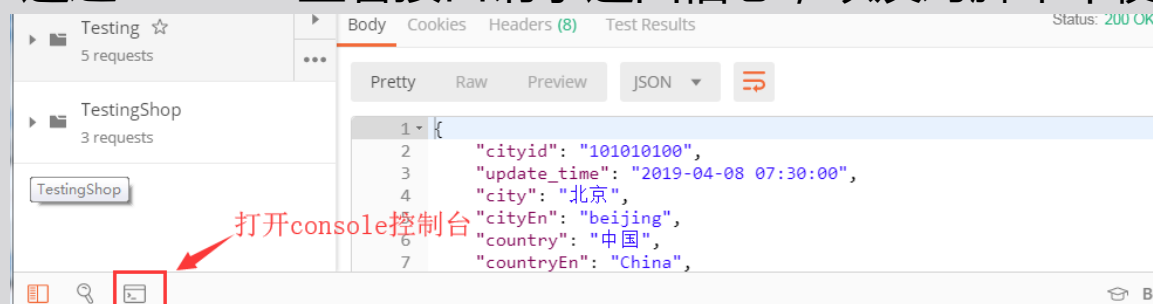 Testing ☆
5 requests
TestingShop
3 requests
TestingShop
Body Cookies Headers (8) Test Results
Status: 200 OK
Pretty Raw Preview JSON
1 {
2 "cityid": "101010100",
3 "update_time": "2019-04-08 07:30:00",
4 "city": "北京",
"cityEn": "beijing",
6 "country": "中国",
7 "countryEn": "China",
打开console控制台
B